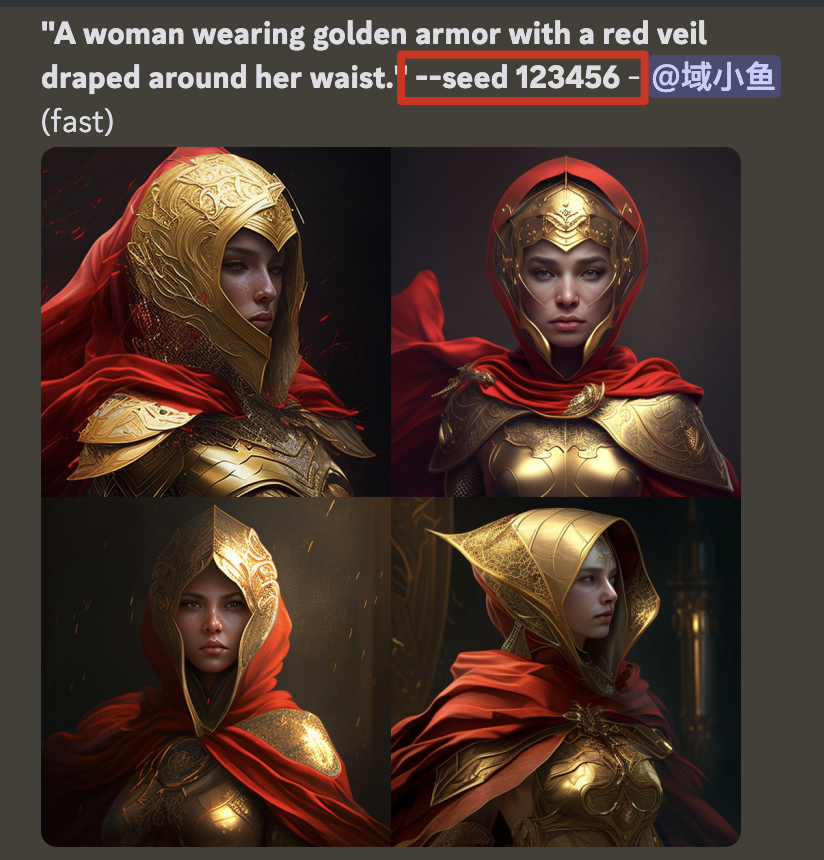 "A woman wearing golden armor with a red veil
draped around her waist." --seed 123456 - @域小鱼
(fast)